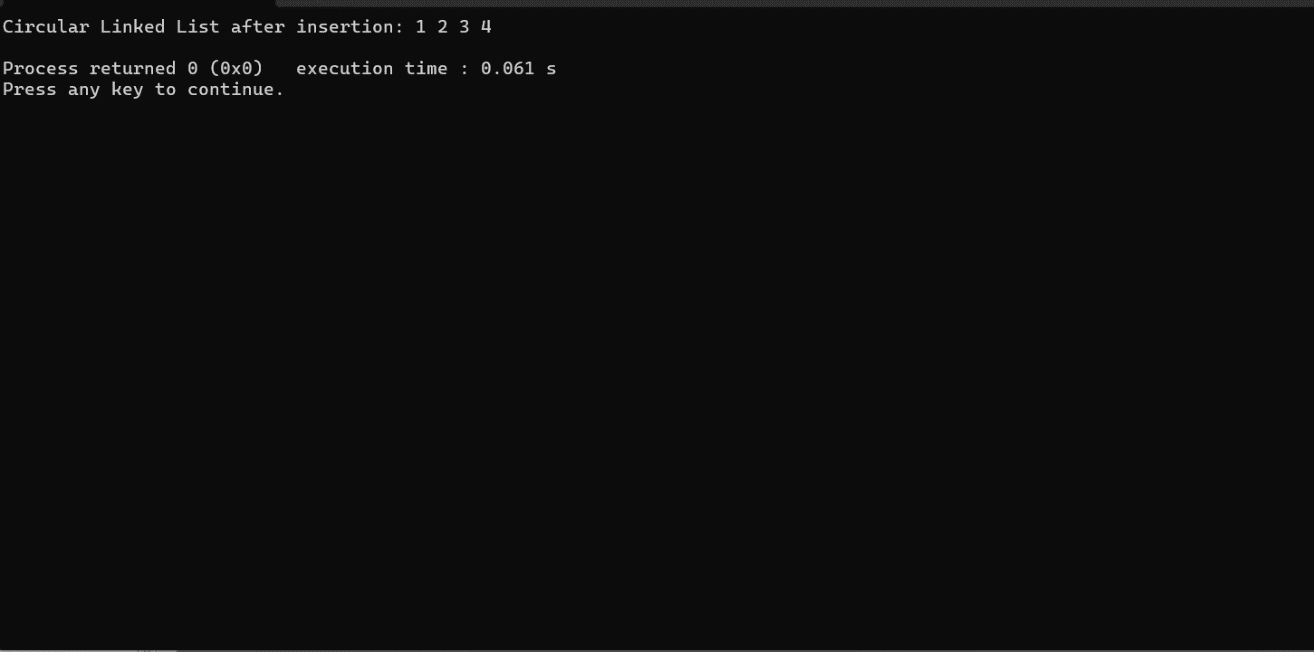 Circular Linked List after insertion: 1 2 3 4
Process returned 0 (0x0)   execution time : 0.061 s
Press any key to continue.